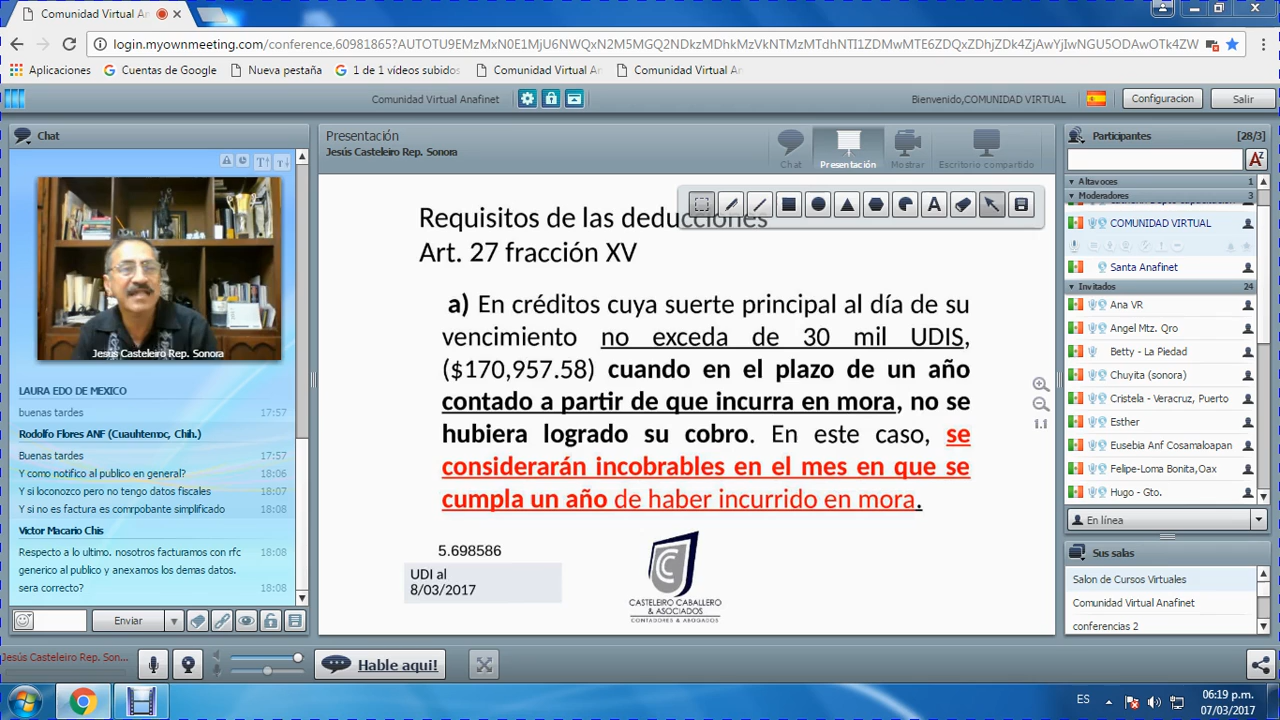 Comunidad Virtual Anafin
login.myownmeeting.com/conference.60981865?AUTOTU9EMzMxN0E1MjU6NWQxN2M5MGQ2NDkzMDhkMzVkNTMzMTdhNTI1ZDMwMTE6ZDQxZDhjZDk4ZjAwYjIwNGU5ODAwOTk4ZW
Aplicaciones
Cuentas de Google
Nueva pestaña
1 de 1 vídeos subidos
Comunidad Virtual An
Comunidad Virtual An
Comunidad Virtual Anafinet
Bienvenido,COMUNIDAD VIRTUAL
Configuracion
Salir
Chat
Jesús Casteleiro Rep. Sonora
LAURA EDO DE MEXICO
buenas tardes 17:57
Rodolfo Flores ANF (Cuauhtemoc, Chih.)
Buenas tardes 17:57
Y como notifico al publico en general? 18:06
Y si loconozco pero no tengo datos fiscales 18:07
Y si no es factura es comrpobante simplificado 18:08
Victor Macario Chis
Respecto a lo ultimo. nosotros facturamos con rfc 18:08
generico al publico y anexamos los demas datos.
sera correcto? 18:08
Enviar
Presentación
Jesús Casteleiro Rep. Sonora
Chat
Presentación
Mostrar
Escritorio compartido
Requisitos de las deducciones
Art. 27 fracción XV
a) En créditos cuya suerte principal al día de su
vencimiento no exceda de 30 mil UDIS,
($170,957.58) cuando en el plazo de un año
contado a partir de que incurra en mora, no se
hubiera logrado su cobro. En este caso, se
considerarán incobrables en el mes en que se
cumpla un año de haber incurrido en mora.
5.698586
UDI al
8/03/2017
CASTELEIRO CABALLERO
& ASOCIADOS
CONTADORES & ABOGADOS
1.1
Participantes [28/3]
Altavoces 1
Moderadores 3
COMUNIDAD VIRTUAL
Santa Anafinet
Invitados 24
Ana VR
Angel Mtz. Qro
Betty - La Piedad
Chuyita (sonora)
Cristela - Veracruz, Puerto
Esther
Eusebia Anf Cosamaloapan
Felipe-Loma Bonita,Oax
Hugo - Gto.
En línea
Sus salas
Salon de Cursos Virtuales
Comunidad Virtual Anafinet
conferencias 2
Jesús Casteleiro Rep. Son...
Hable aqui!
ES
06:19 p.m.
07/03/2017